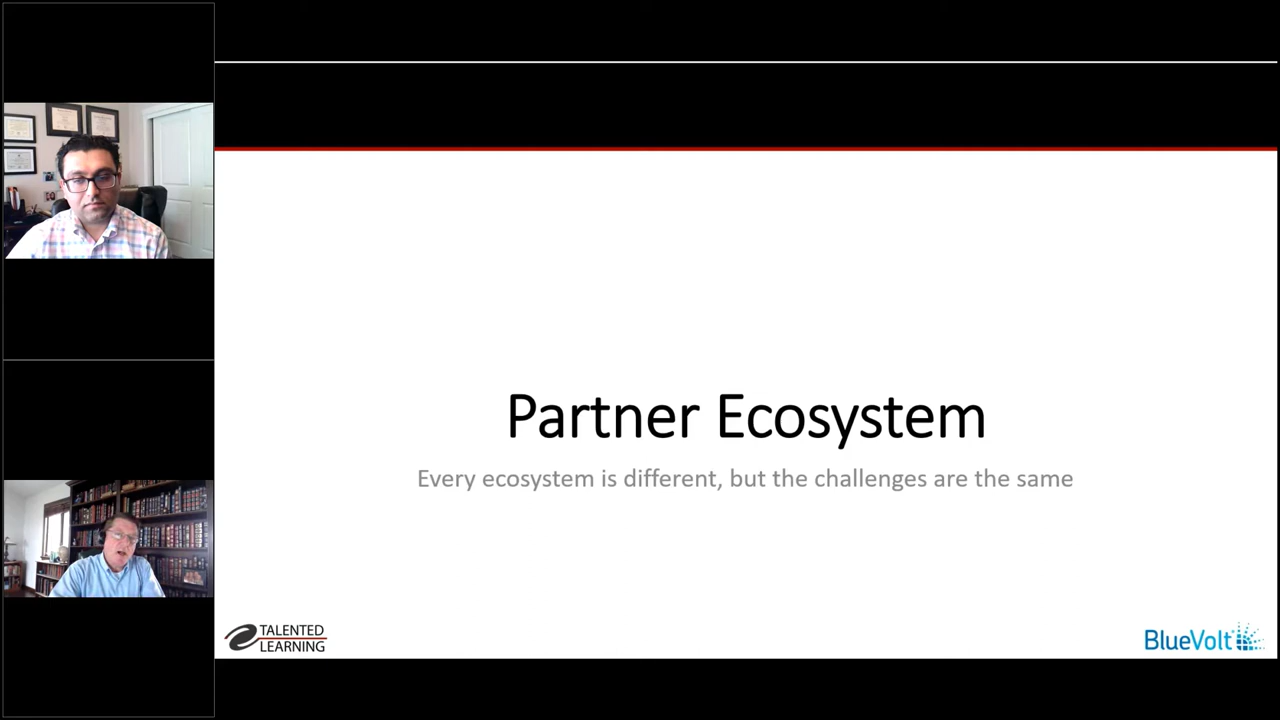 Partner Ecosystem
Every ecosystem is different, but the challenges are the same
TALENTED
LEARNING
BlueVolt